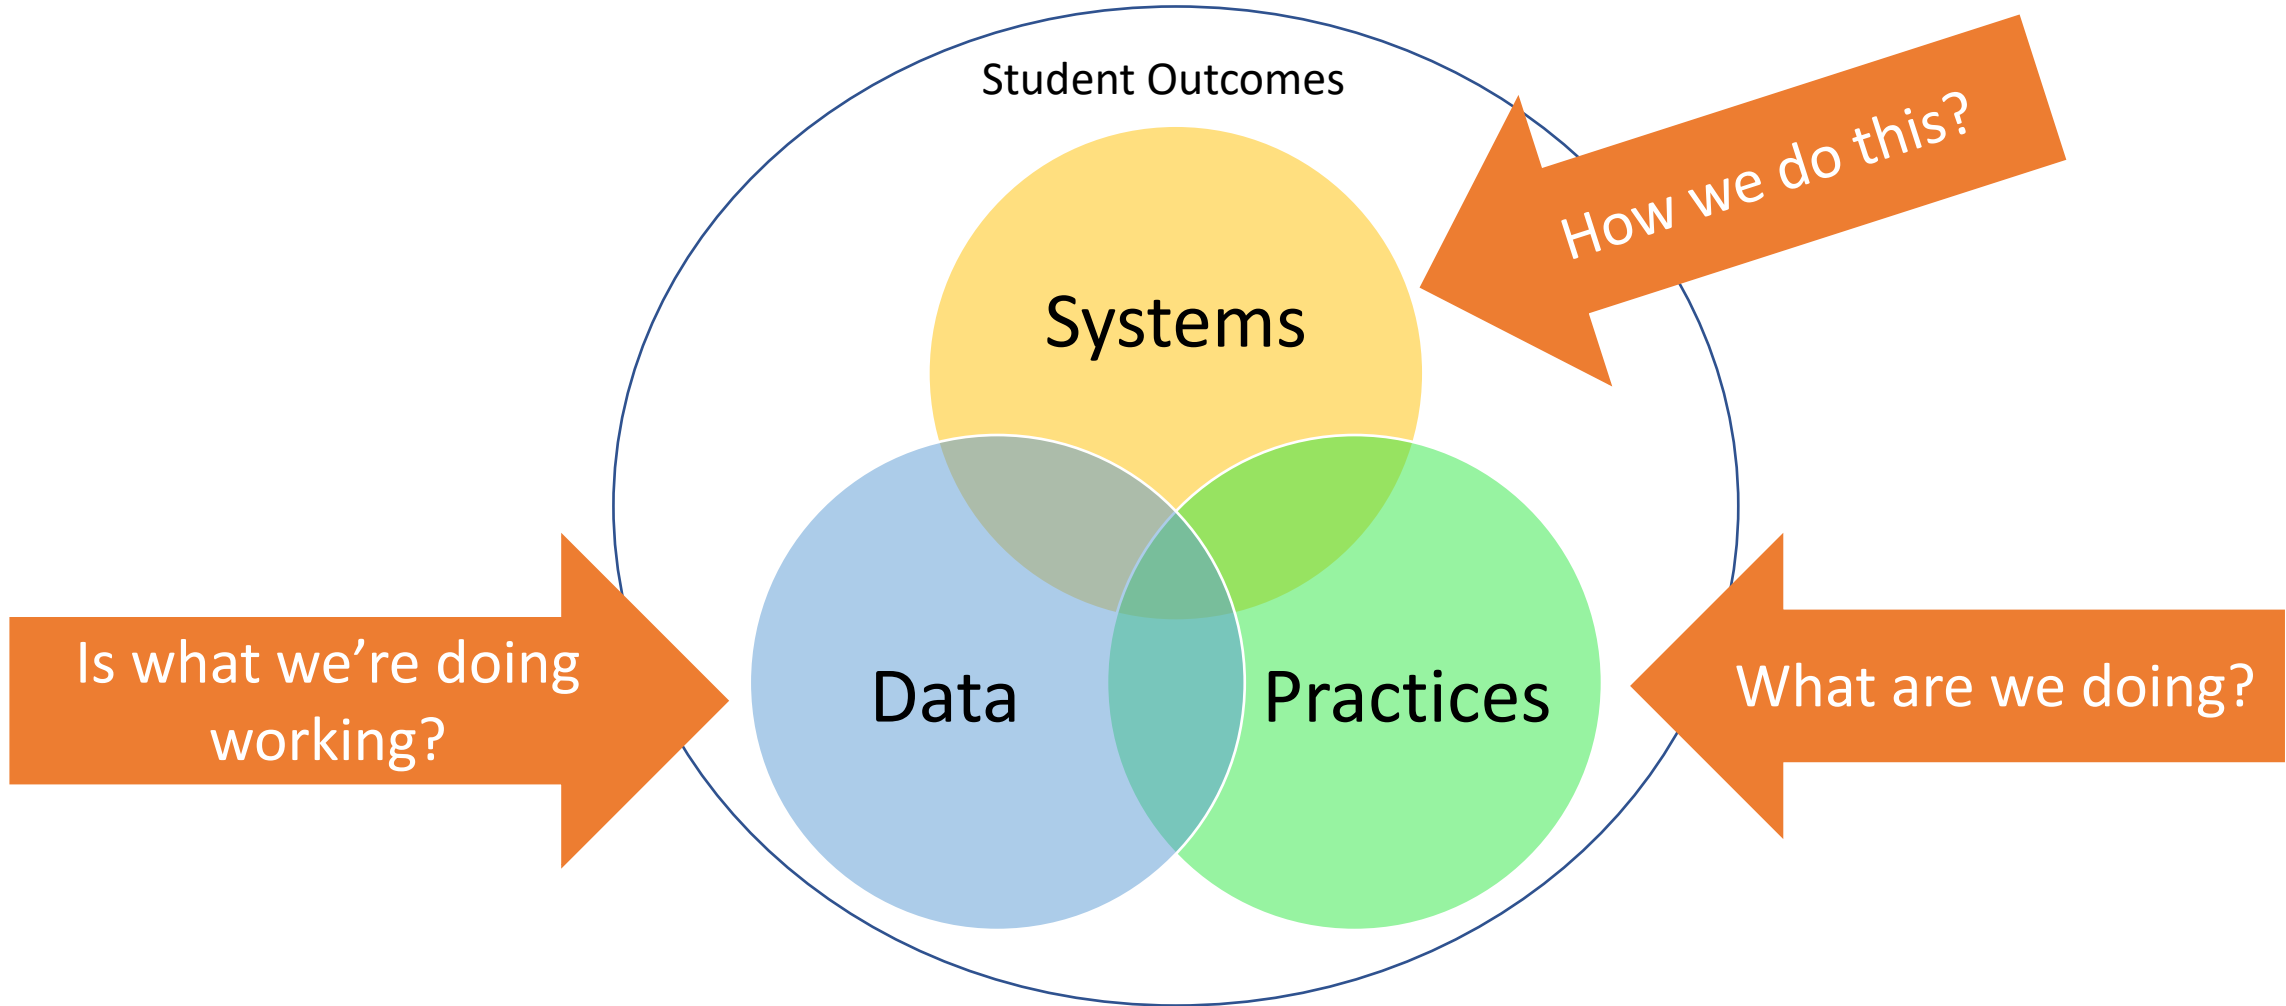 Student Outcomes
How we do this?
Systems
Is what we’re doing
working?
Data
Practices
What are we doing?